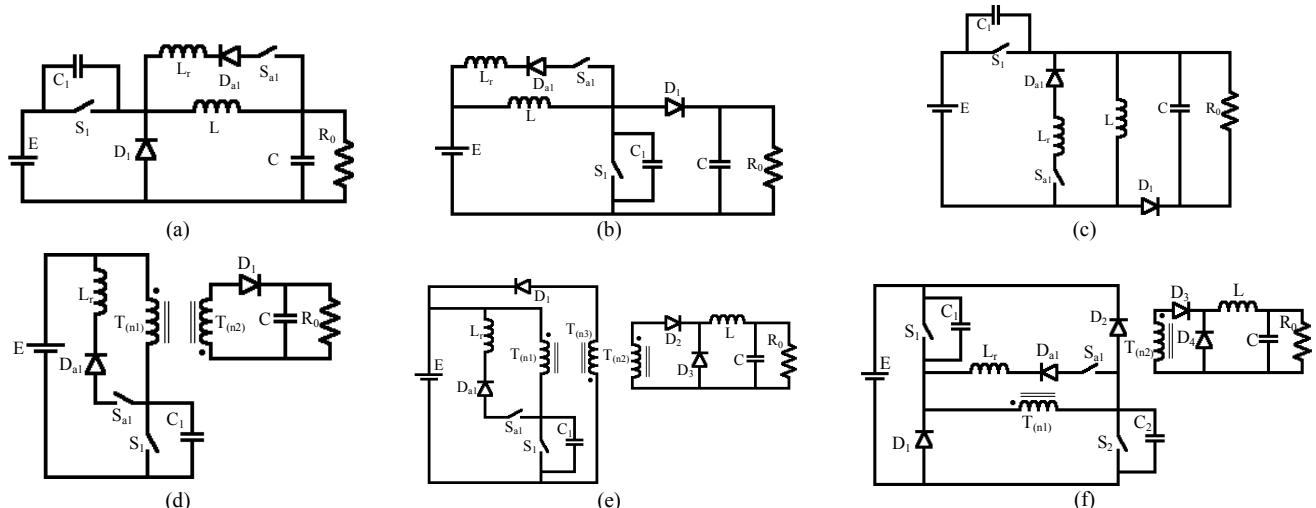 C1
S1
E
Lr
Da1
Sa1
L
D1
C
R0
(a)
Lr
Da1
Sa1
L
D1
E
S1
C1
C
R0
(b)
C1
S1
E
Da1
Lr
Sa1
L
C
R0
D1
(c)
E
Lr
T(n1)
Da1
Sa1
S1
C1
T(n2)
D1
C
R0
(d)
D1
E
Lr
T(n1)
T(n3)
Da1
Sa1
S1
C1
T(n2)
D2
L
D3
C
R0
(e)
E
S1
C1
D2
Lr
Da1
Sa1
T(n1)
D1
S2
C2
D3
L
T(n2)
D4
C
R0
(f)